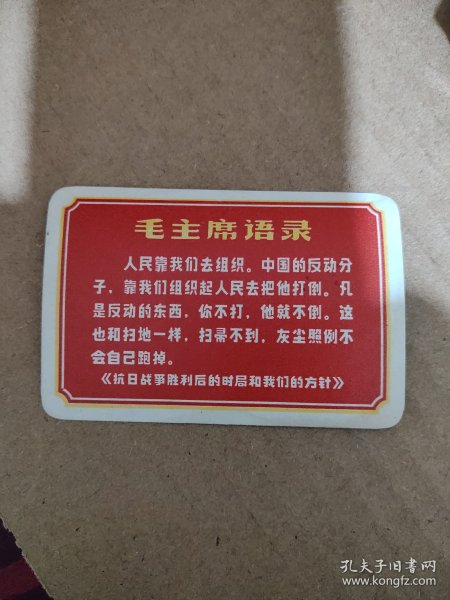 毛主席语录
人民靠我们去组织。中国的反动分
子，靠我们组织起人民去把他打倒。凡
是反动的东西，你不打，他就不倒。这
也和扫地一样，扫帚不到，灰尘照例不
会自己跑掉。
《抗日战争胜利后的时局和我们的方针》
孔夫子旧书网
www.kongfz.com